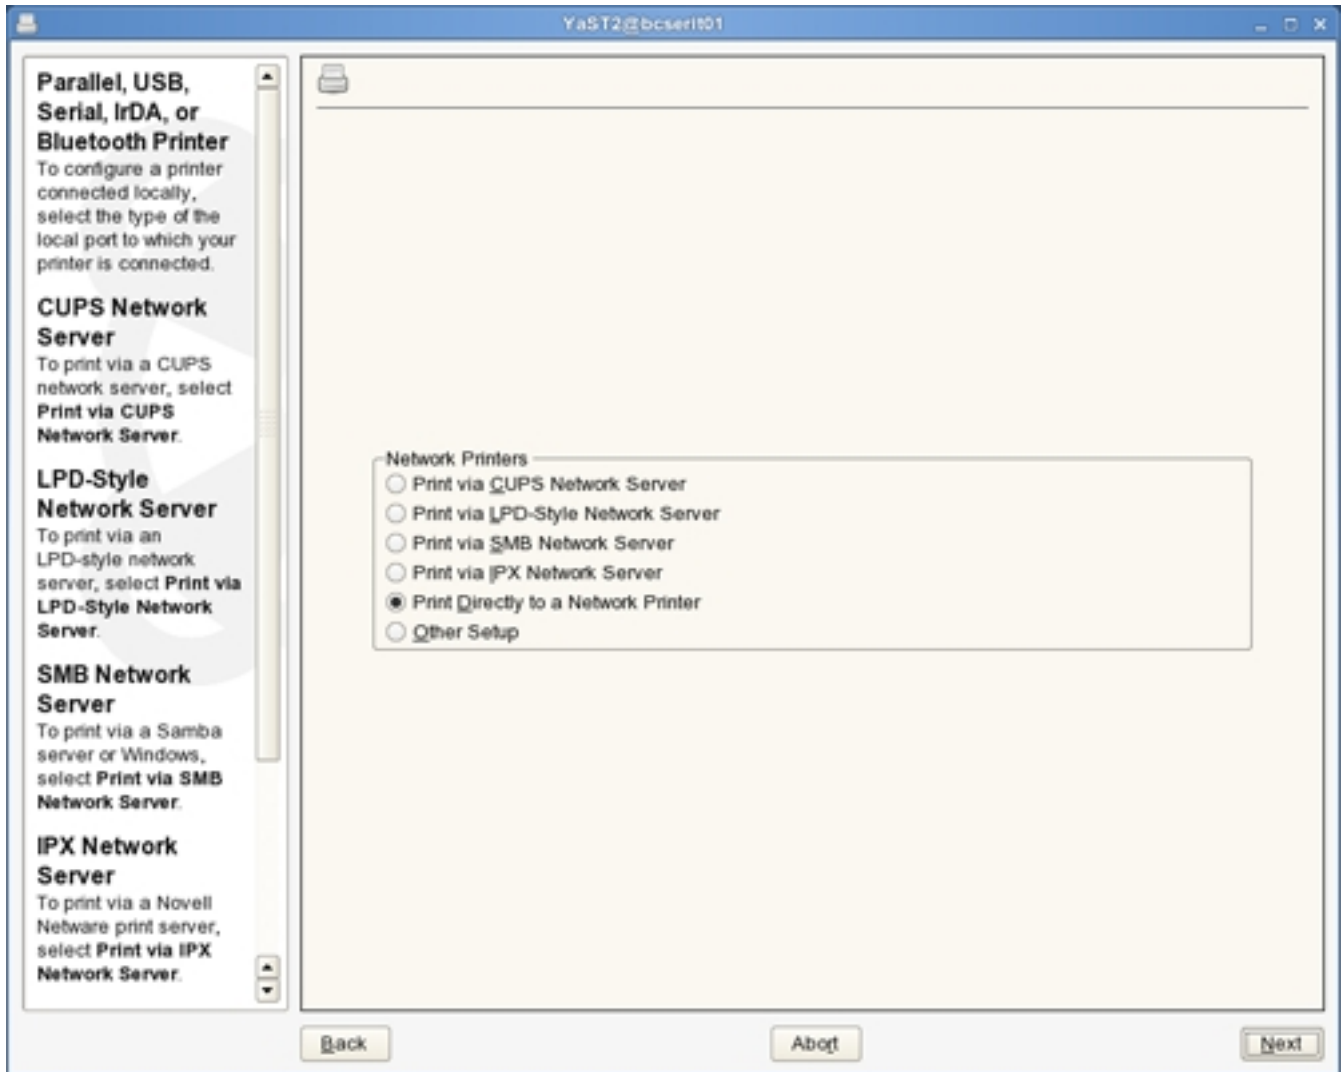 YaST2@bcserit01
Parallel, USB,
Serial, IrDA, or
Bluetooth Printer
To configure a printer
connected locally,
select the type of the
local port to which your
printer is connected.
CUPS Network
Server
To print via a CUPS
network server, select
Print via CUPS
Network Server.
LPD-Style
Network Server
To print via an
LPD-style network
server, select Print via
LPD-Style Network
Server.
SMB Network
Server
To print via a Samba
server or Windows,
select Print via SMB
Network Server.
IPX Network
Server
To print via a Novell
Netware print server,
select Print via IPX
Network Server.
Network Printers
Print via CUPS Network Server
Print via LPD-Style Network Server
Print via SMB Network Server
Print via IPX Network Server
Print Directly to a Network Printer
Other Setup
Back
Abort
Next